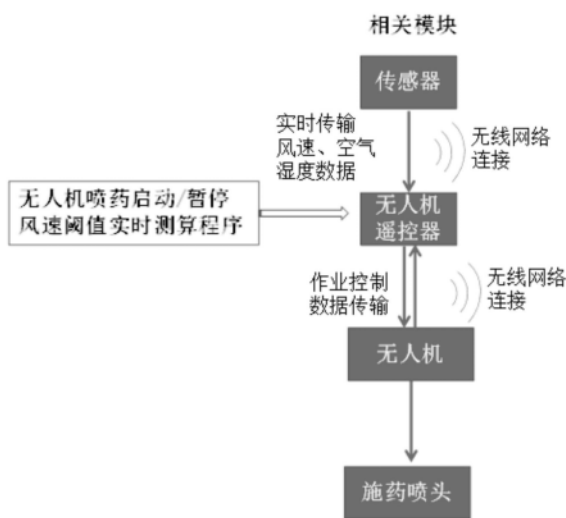 相关模块
传感器
实时传输
风速、空气
湿度数据
无线网络
连接
无人机喷药启动/暂停
风速阈值实时测算程序
无人机
遥控器
作业控制
数据传输
无线网络
连接
无人机
施药喷头